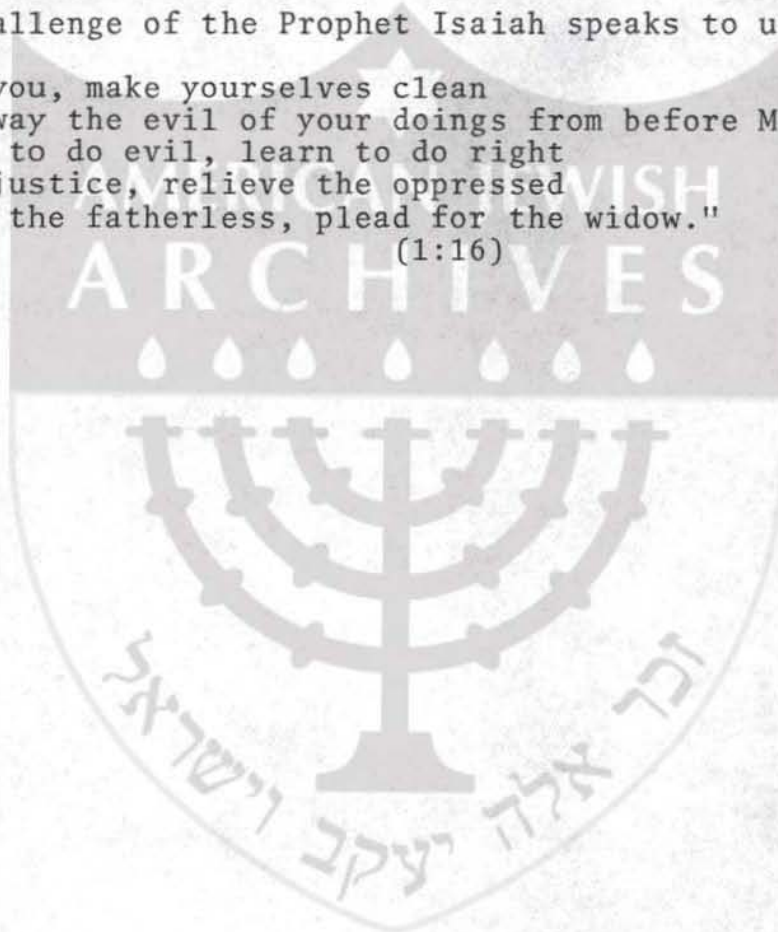 allenge of the Prophet Isaiah speaks to u
you, make yourselves clean
way the evil of your doings from before M
to do evil, learn to do right
justice, relieve the oppressed
the fatherless, plead for the widow."
(1:16)
AMERICAN JEWISH
ARCHIVES
זכר אלה יעקב וישראל